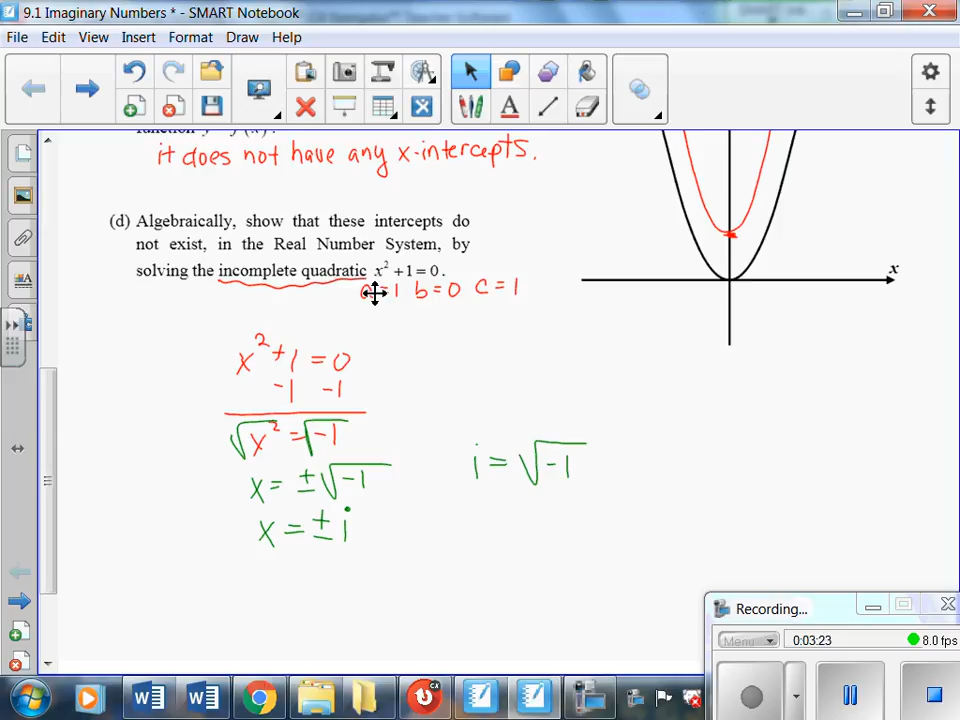 9.1 Imaginary Numbers * - SMART Notebook
File Edit View Insert Format Draw Help
it does not have any x-intercepts.
(d) Algebraically, show that these intercepts do
not exist, in the Real Number System, by
solving the incomplete quadratic x² + 1 = 0.
a=1 b=0 c=1
x
x² + 1 = 0
-1 -1
√x² = √-1
x = ± √-1
i = √-1
x = ± i
Recording...
Menu
0:03:23
8.0 fps